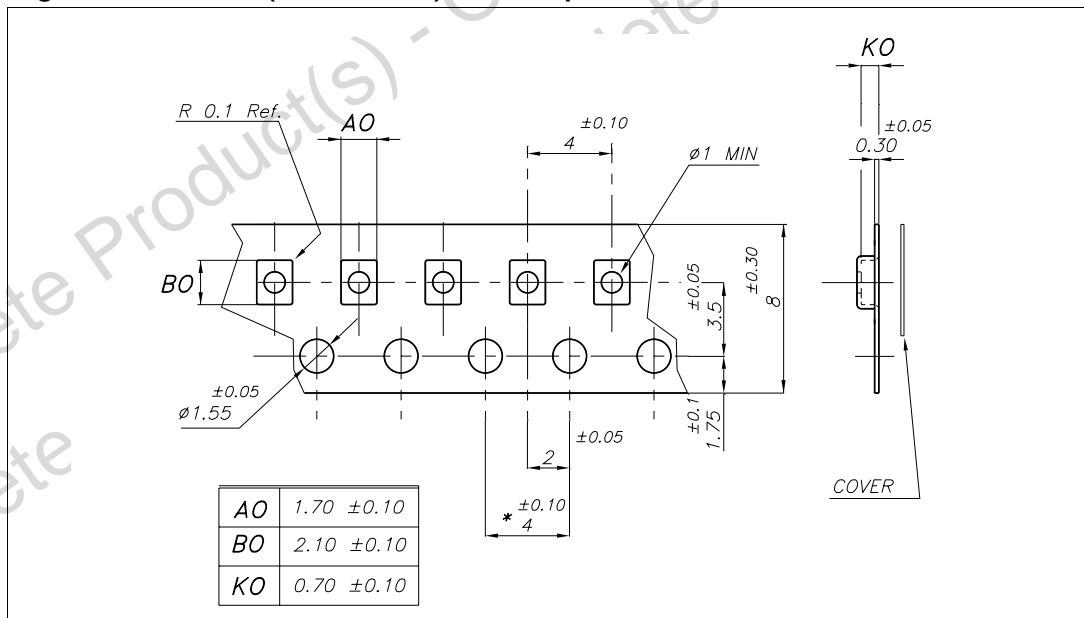 Product(s) -
KO
R 0.1 Ref.
AO
±0.10
4
ø1 MIN
±0.05
0.30
BO
±0.05
3.5
±0.30
8
±0.05
ø1.55
±0.1
1.75
±0.05
2
±0.10
* 4
COVER
AO 1.70 ±0.10
BO 2.10 ±0.10
KO 0.70 ±0.10